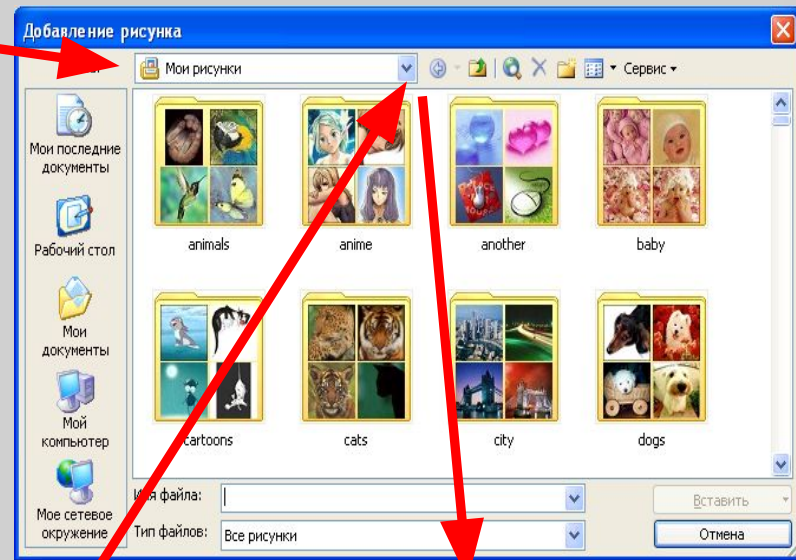 Добавление рисунка
Мои рисунки
Сервис
Мои последние
документы
Рабочий стол
Мои
документы
Мой
компьютер
Мое сетевое
окружение
animals
anime
another
baby
cartoons
cats
city
dogs
файла:
Вставить
Тип файлов:
Все рисунки
Отмена